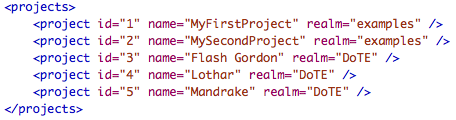 <projects>
<project id="1" name="MyFirstProject" realm="examples" />
<project id="2" name="MySecondProject" realm="examples" />
<project id="3" name="Flash Gordon" realm="DoTE" />
<project id="4" name="Lothar" realm="DoTE" />
<project id="5" name="Mandrake" realm="DoTE" />
</projects>